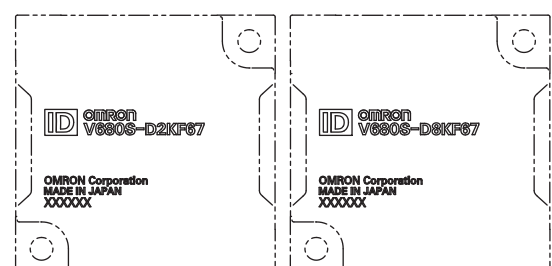 ID omron
V680S-D2KF67
OMRON Corporation
MADE IN JAPAN
XXXXXX
ID omron
V680S-D8KF67
OMRON Corporation
MADE IN JAPAN
XXXXXX